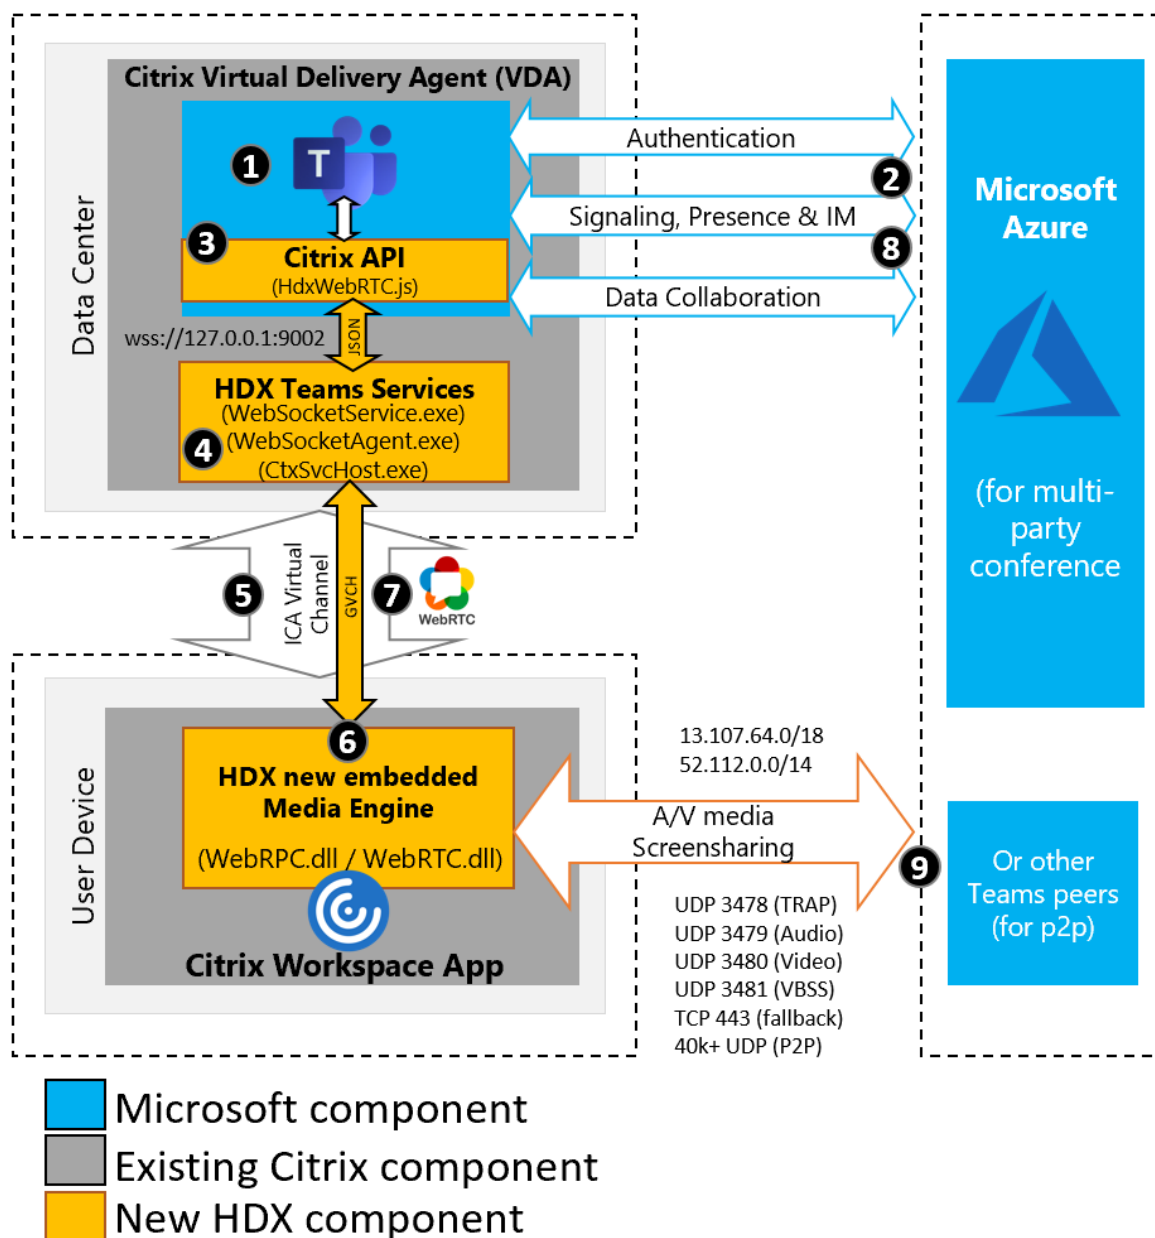 Citrix Virtual Delivery Agent (VDA)
Data Center
1
T
3
Citrix API
(HdxWebRTC.js)
wss://127.0.0.1:9002
JSON
HDX Teams Services
(WebSocketService.exe)
4
(WebSocketAgent.exe)
(CtxSvcHost.exe)
Authentication
2
Signaling, Presence & IM
8
Data Collaboration
Microsoft
Azure
(for multi-
party
conference
5
ICA Virtual
Channel
GVCH
7
WebRTC
User Device
6
HDX new embedded
Media Engine
(WebRPC.dll / WebRTC.dll)
Citrix Workspace App
13.107.64.0/18
52.112.0.0/14
A/V media
Screensharing
9
UDP 3478 (TRAP)
UDP 3479 (Audio)
UDP 3480 (Video)
UDP 3481 (VBSS)
TCP 443 (fallback)
40k+ UDP (P2P)
Or other
Teams peers
(for p2p)
Microsoft component
Existing Citrix component
New HDX component